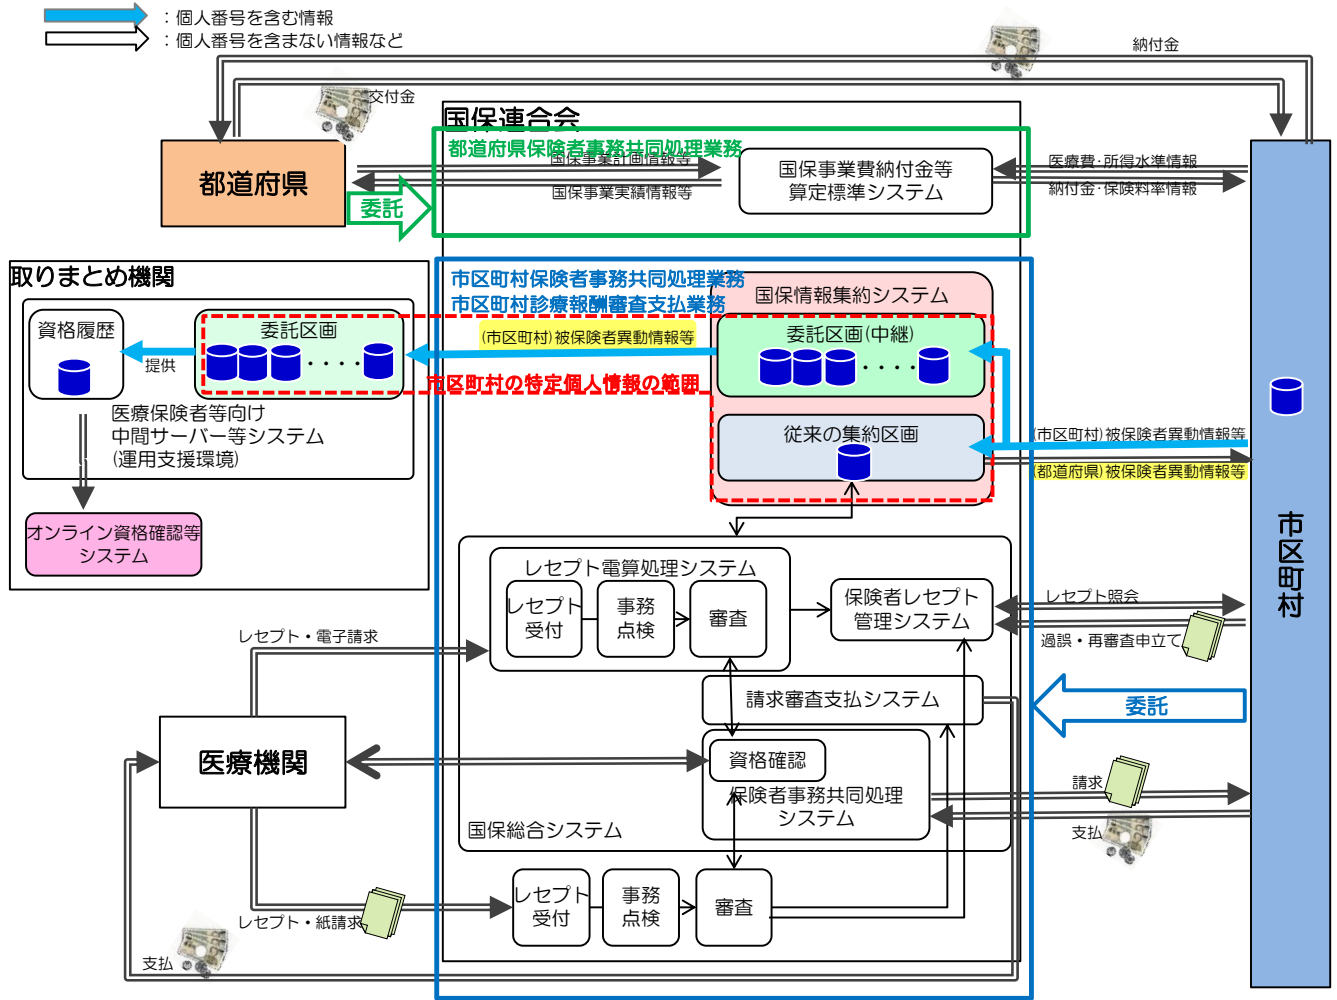 ：個人番号を含む情報
：個人番号を含まない情報など
納付金
交付金
国保連合会
都道府県保険者事務共同処理業務
都道府県
国保事業計画情報等
国保事業実績情報等
国保事業費納付金等
算定標準システム
医療費･所得水準情報
納付金･保険料率情報
委託
取りまとめ機関
市区町村保険者事務共同処理業務
市区町村診療報酬審査支払業務
国保情報集約システム
資格履歴
委託区画
・・・・
提供
(市区町村)被保険者異動情報等
委託区画(中継)
・・・・
市区町村の特定個人情報の範囲
医療保険者等向け
中間サーバー等システム
(運用支援環境)
従来の集約区画
(市区町村)被保険者異動情報等
(都道府県)被保険者異動情報等
オンライン資格確認等
システム
市区町村
レセプト電算処理システム
レセプト
受付
事務
点検
審査
保険者レセプト
管理システム
レセプト照会
過誤・再審査申立て
レセプト・電子請求
請求審査支払システム
委託
医療機関
資格確認
保険者事務共同処理
システム
請求
支払
国保総合システム
レセプト
受付
事務
点検
審査
レセプト・紙請求
支払